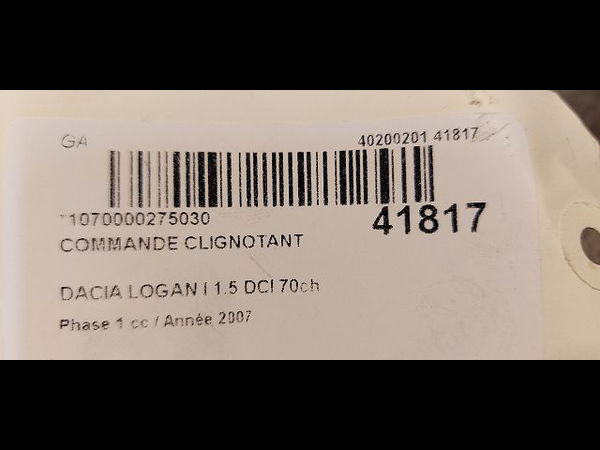 GA 40200201 41817
*1070000275030
41817
COMMANDE CLIGNOTANT
DACIA LOGAN I 1.5 DCI 70ch
Phase 1 cc / Année 2007